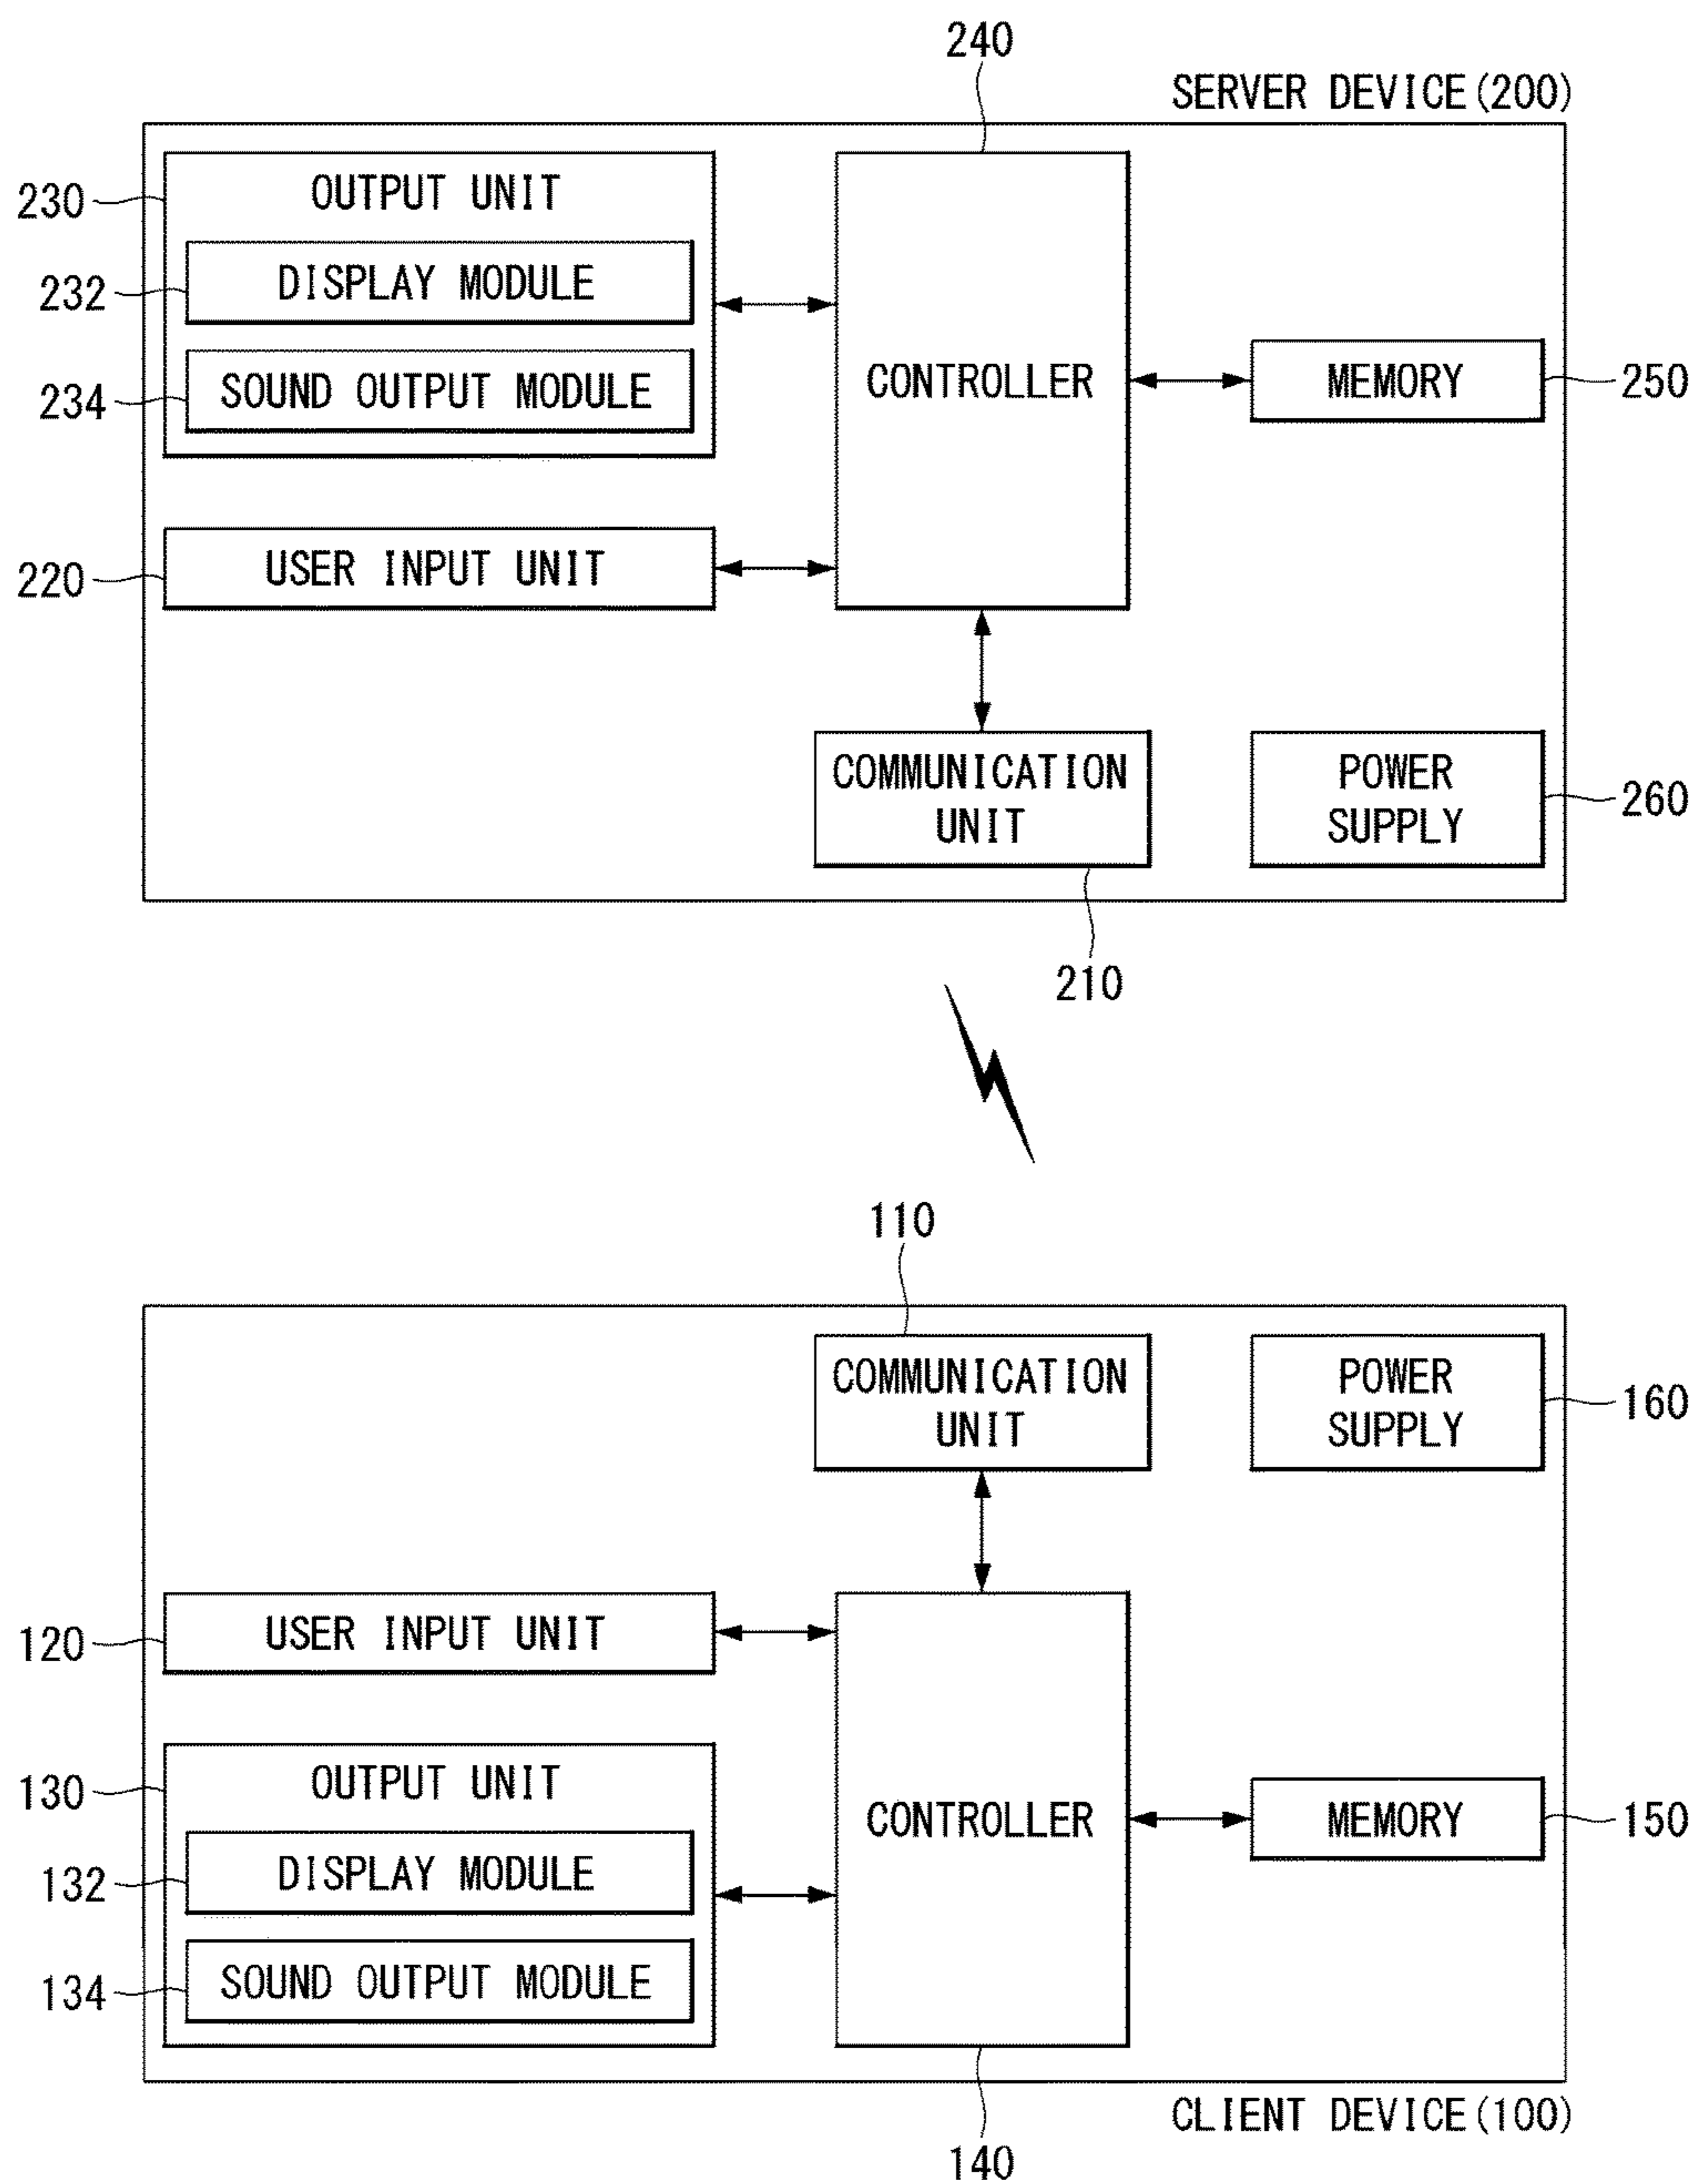 240
SERVER DEVICE(200)
230
OUTPUT UNIT
232
DISPLAY MODULE
234
SOUND OUTPUT MODULE
CONTROLLER
MEMORY
250
220
USER INPUT UNIT
COMMUNICATION
UNIT
POWER
SUPPLY
260
210
110
COMMUNICATION
UNIT
POWER
SUPPLY
160
120
USER INPUT UNIT
130
OUTPUT UNIT
132
DISPLAY MODULE
134
SOUND OUTPUT MODULE
CONTROLLER
MEMORY
150
CLIENT DEVICE(100)
140